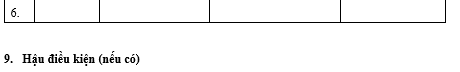 6.
9. Hậu điều kiện (nếu có)